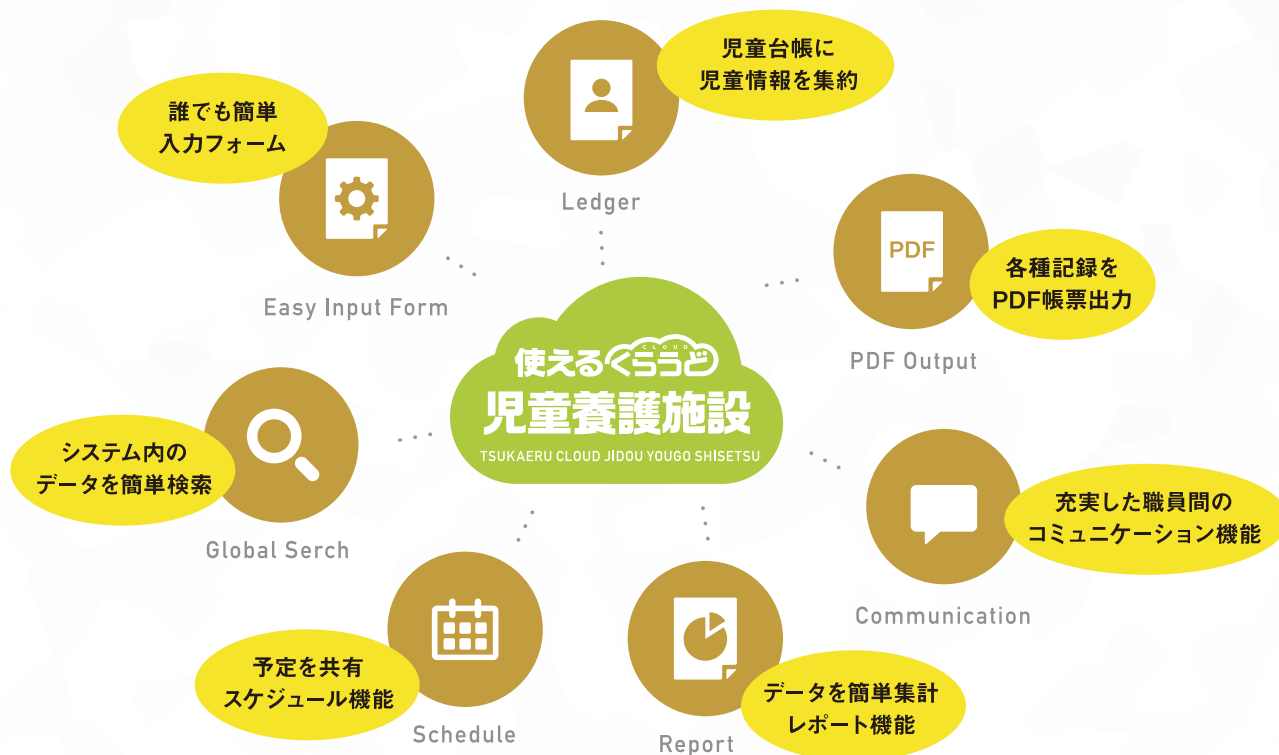 児童台帳に
児童情報を集約
Ledger
誰でも簡単
入力フォーム
Easy Input Form
PDF
各種記録を
PDF帳票出力
PDF Output
CLOUD
使えるくらうど
児童養護施設
TSUKAERU CLOUD JIDOU YOUGO SHISETSU
システム内の
データを簡単検索
Global Serch
充実した職員間の
コミュニケーション機能
Communication
予定を共有
スケジュール機能
Schedule
データを簡単集計
レポート機能
Report